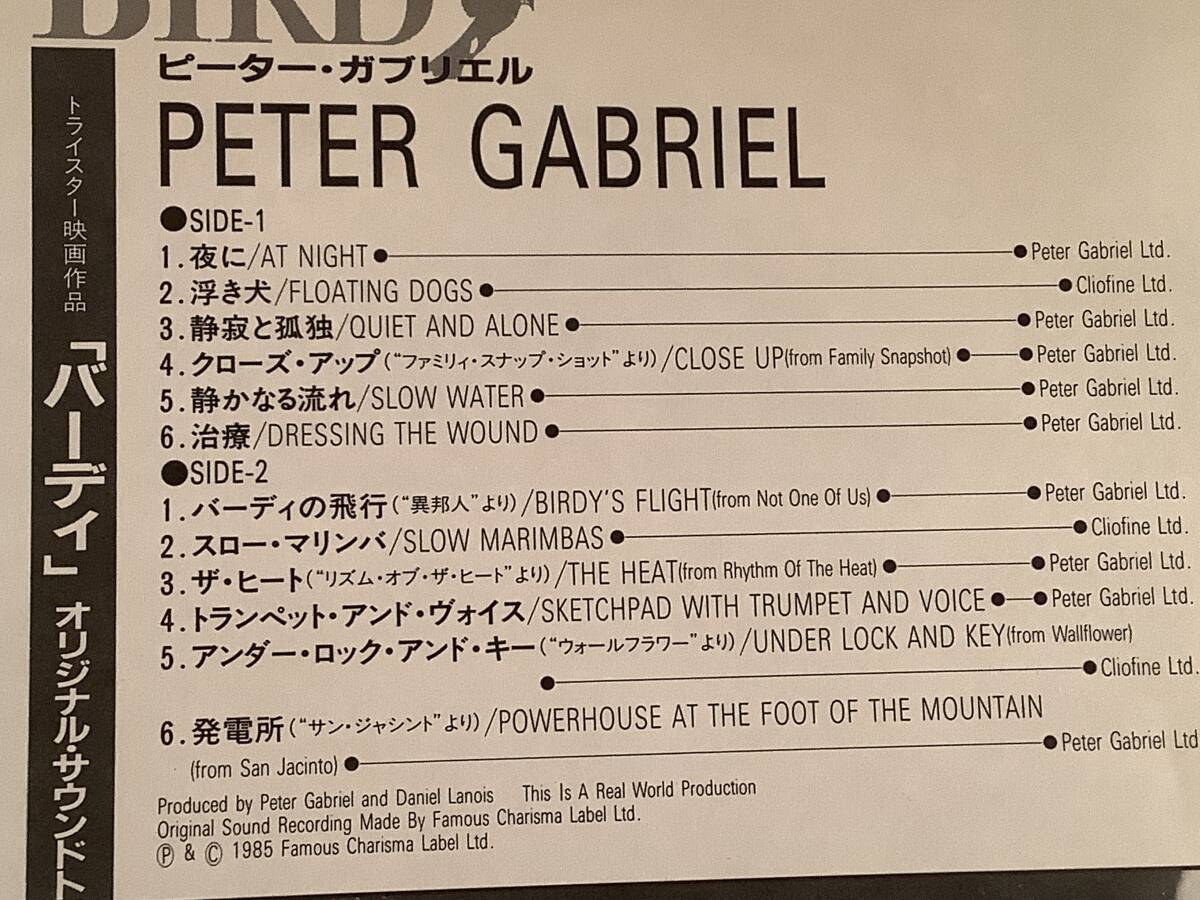 BIRDY
ピーター・ガブリエル
PETER GABRIEL
●SIDE-1
1.夜に/AT NIGHT●―●Peter Gabriel Ltd.
2.浮き犬/FLOATING DOGS●―●Cliofine Ltd.
3.静寂と孤独/QUIET AND ALONE●―●Peter Gabriel Ltd.
4.クローズ・アップ(“ファミリィ・スナップ・ショット”より)/CLOSE UP(from Family Snapshot)●―●Peter Gabriel Ltd.
5.静かなる流れ/SLOW WATER●―●Peter Gabriel Ltd.
6.治療/DRESSING THE WOUND●―●Peter Gabriel Ltd.
●SIDE-2
1.バーディの飛行(“異邦人”より)/BIRDY'S FLIGHT(from Not One Of Us)●―●Peter Gabriel Ltd.
2.スロー・マリンバ/SLOW MARIMBAS●―●Cliofine Ltd.
3.ザ・ヒート(“リズム・オブ・ザ・ヒート”より)/THE HEAT(from Rhythm Of The Heat)●―●Peter Gabriel Ltd.
4.トランペット・アンド・ヴォイス/SKETCHPAD WITH TRUMPET AND VOICE●―●Peter Gabriel Ltd.
5.アンダー・ロック・アンド・キー(“ウォールフラワー”より)/UNDER LOCK AND KEY(from Wallflower)
●―●Cliofine Ltd.
6.発電所(“サン・ジャシント”より)/POWERHOUSE AT THE FOOT OF THE MOUNTAIN
(from San Jacinto)●―●Peter Gabriel Ltd
Produced by Peter Gabriel and Daniel Lanois This Is A Real World Production
Original Sound Recording Made By Famous Charisma Label Ltd.
Ⓟ & Ⓒ 1985 Famous Charisma Label Ltd.
トライスター映画作品「バーディ」オリジナル・サウンドト